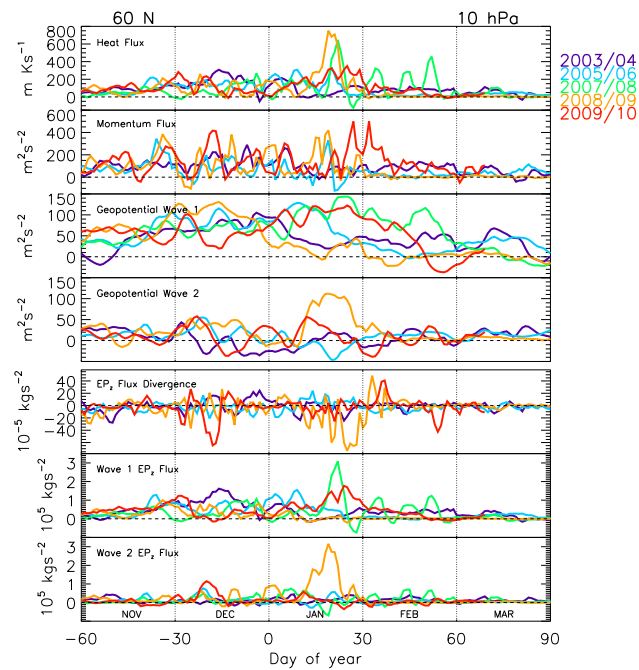 60 N 10 hPa
2003/04
2005/06
2007/08
2008/09
2009/10
Heat Flux
m Ks⁻¹
800
600
400
200
0
Momentum Flux
m²s⁻²
600
400
200
0
Geopotential Wave 1
m²s⁻²
150
100
50
0
Geopotential Wave 2
m²s⁻²
150
100
50
0
EPz Flux Divergence
10⁻⁵ kgs⁻²
40
20
0
−
−40
Wave 1 EPz Flux
10⁵ kgs⁻²
3
2
1
0
Wave 2 EPz Flux
10⁵ kgs⁻²
3
2
1
0
NOV DEC JAN FEB MAR
−60 −30 0 30 60 90
Day of year